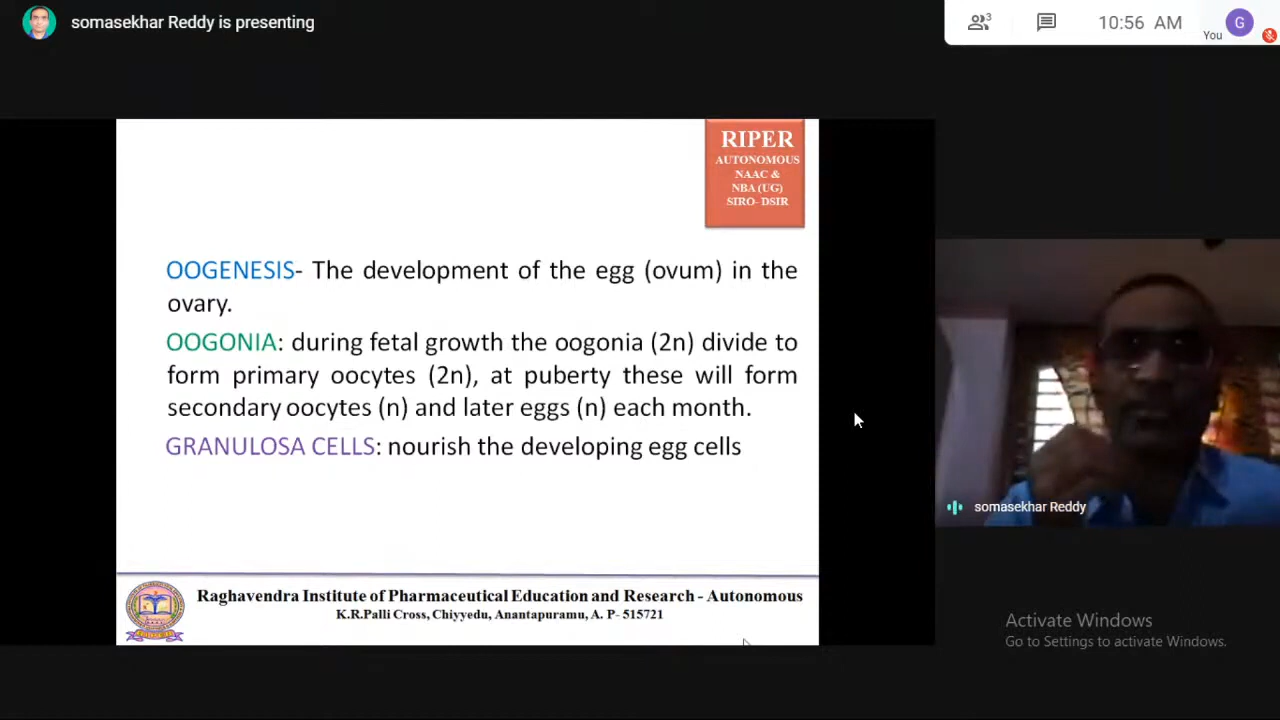 somasekhar Reddy is presenting
3
10:56 AM
You
G
RIPER
AUTONOMOUS
NAAC &
NBA (UG)
SIRO- DSIR
OOGENESIS- The development of the egg (ovum) in the
ovary.
OOGONIA: during fetal growth the oogonia (2n) divide to
form primary oocytes (2n), at puberty these will form
secondary oocytes (n) and later eggs (n) each month.
GRANULOSA CELLS: nourish the developing egg cells
somasekhar Reddy
Raghavendra Institute of Pharmaceutical Education and Research - Autonomous
K.R.Palli Cross, Chiyyedu, Anantapuramu, A. P- 515721
Activate Windows
Go to Settings to activate Windows.